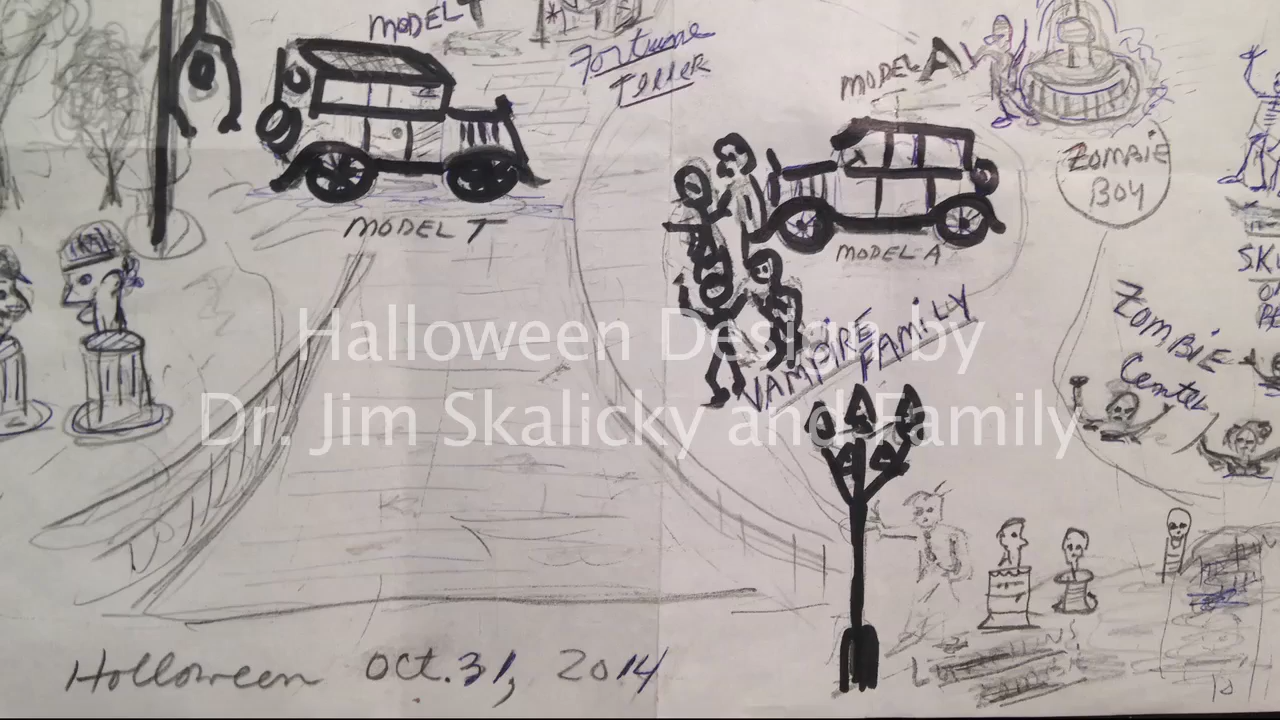 MODEL T
Fortune
Teller
MODEL A
ZOMBIE
BOY
MODEL T
MODEL A
VAMPIRE
FAMILY
ZOMBIE
Center
Halloween Design by
Dr. Jim Skalicky and Family
Holloween Oct. 31, 2014